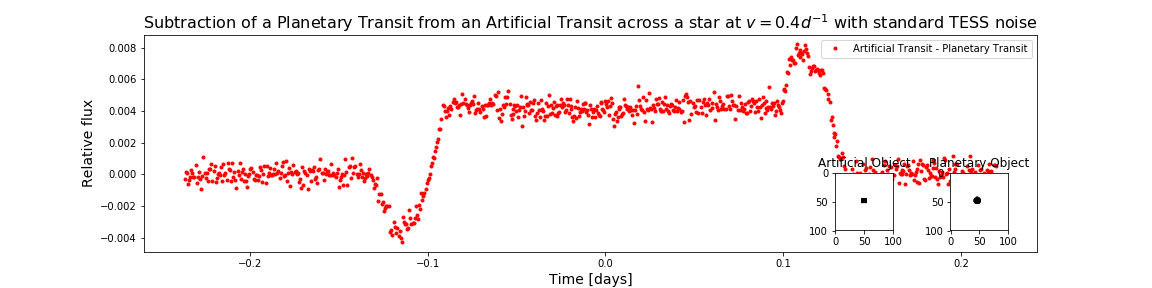 Subtraction of a Planetary Transit from an Artificial Transit across a star at v = 0.4d⁻¹ with standard TESS noise
Relative flux
0.008
0.006
0.004
0.002
0.000
−0.002
−0.004
Artificial Transit - Planetary Transit
Artificial Object
0
50
100
0 50 100
Planetary Object
0
50
100
0 50 100
−0.2 −0.1 0.0 0.1 0.2
Time [days]